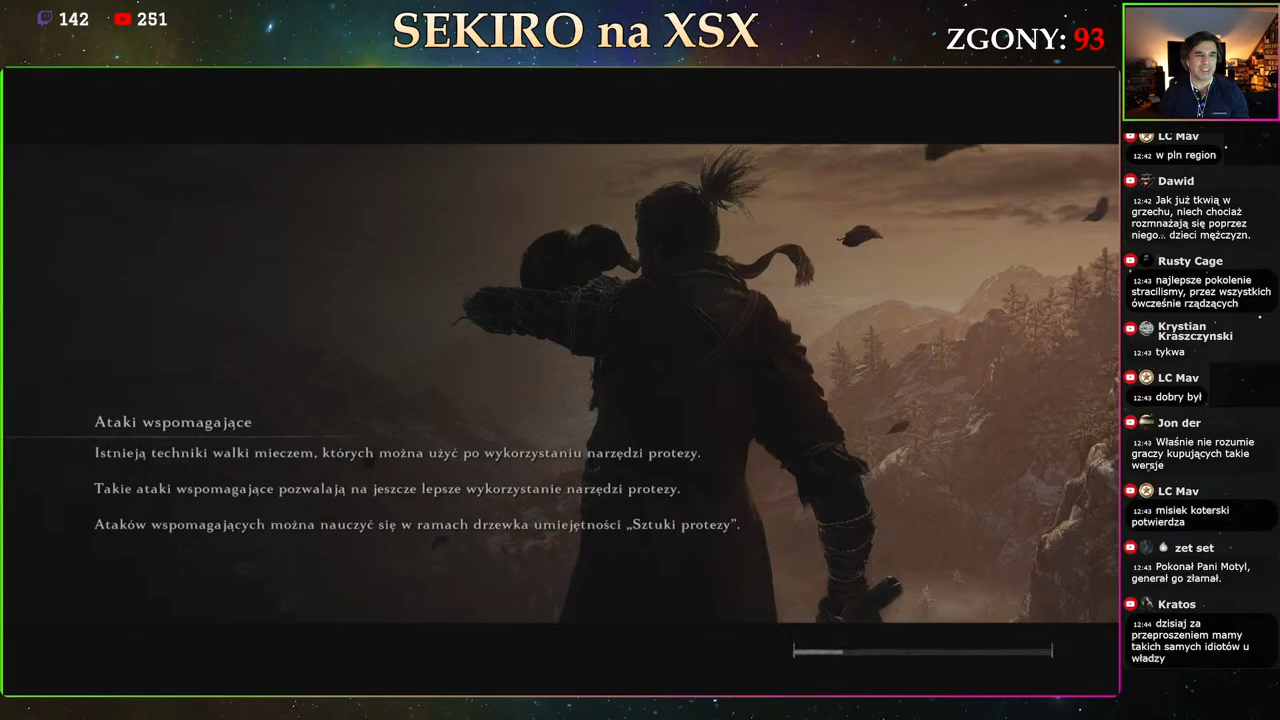 142
251
SEKIRO na XSX
ZGONY: 93
LC Mav
12:42 w pln region
Dawid
12:42 Jak już tkwią w
grzechu, niech chociaż
rozmnażają się poprzez
niego... dzieci mężczyzn.
Rusty Cage
12:43 najlepsze pokolenie
stracilismy, przez wszystkich
ówcześnie rządzących
Krystian
Kraszczynski
12:43 tykwa
LC Mav
12:43 dobry był
Jon der
12:43 Właśnie nie rozumie
graczy kupujących takie
wersje
LC Mav
12:43 misiek koterski
potwierdza
zet set
12:43 Pokonał Pani Motyl,
generał go złamał.
Kratos
12:44 dzisiaj za
przeproszeniem mamy
takich samych idiotów u
władzy
Ataki wspomagające
Istnieją techniki walki mieczem, których można użyć po wykorzystaniu narzędzi protezy.
Takie ataki wspomagające pozwalają na jeszcze lepsze wykorzystanie narzędzi protezy.
Ataków wspomagających można nauczyć się w ramach drzewka umiejętności „Sztuki protezy”.